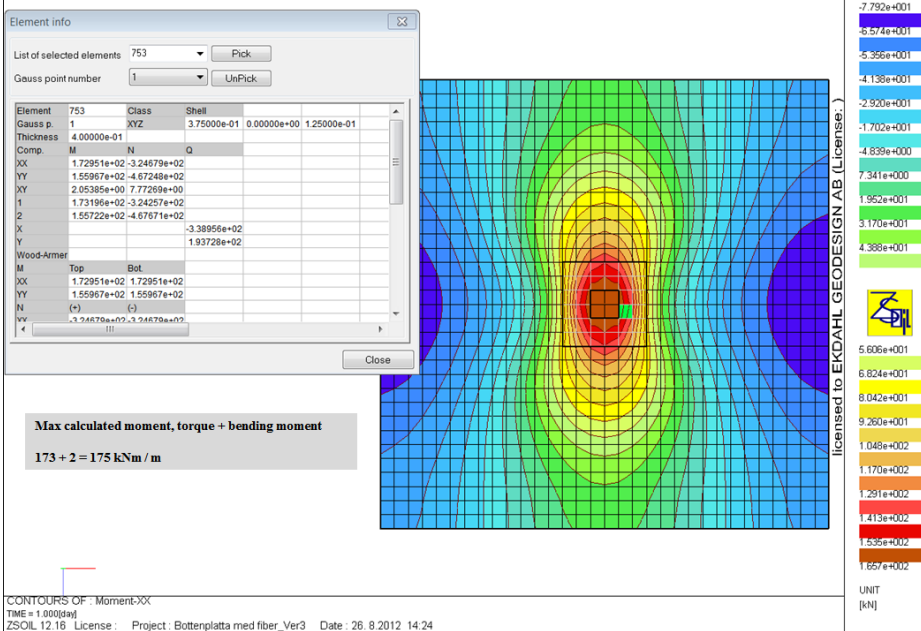 Element info
List of selected elements 753 Pick
Gauss point number 1 UnPick
Element 753 Class Shell
Gauss p. 1 XYZ 3.75000e-01 0.00000e+00 1.25000e-01
Thickness 4.00000e-01
Comp. M N Q
XX 1.72951e+02 -3.24679e+02
YY 1.55967e+02 -4.67248e+02
XY 2.05385e+00 7.77269e+00
1 1.73196e+02 -3.24257e+02
2 1.55722e+02 -4.67671e+02
X -3.38956e+02
Y 1.93728e+02
Wood-Armer
M Top Bot.
XX 1.72951e+02 1.72951e+02
YY 1.55967e+02 1.55967e+02
N (+) (-)
XX -3.24679e+02 -3.24679e+02
Close
Max calculated moment, torque + bending moment
173 + 2 = 175 kNm / m
licensed to EKDAHL GEODESIGN AB (License: )
-7.792e+001
-6.574e+001
-5.356e+001
-4.138e+001
-2.920e+001
-1.702e+001
-4.839e+000
7.341e+000
1.952e+001
3.170e+001
4.388e+001
ZSoil
5.606e+001
6.824e+001
8.042e+001
9.260e+001
1.048e+002
1.170e+002
1.291e+002
1.413e+002
1.535e+002
1.657e+002
UNIT
[kN]
CONTOURS OF : Moment-XX
TIME = 1.000[day]
ZSOIL 12.16 License : Project : Bottenplatta med fiber_Ver3 Date : 26. 8.2012 14:24